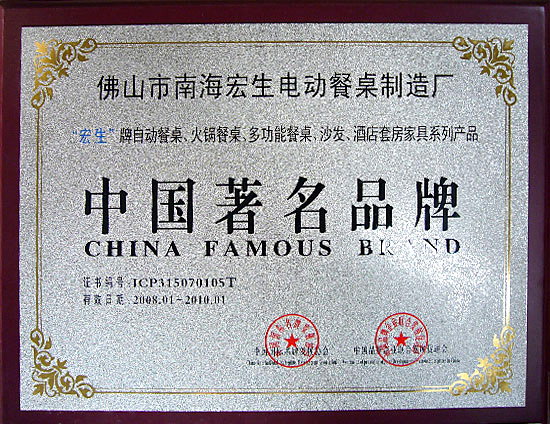 佛山市南海宏生电动餐桌制造厂
"宏生"牌自动餐桌、火锅餐桌、多功能餐桌、沙发、酒店套房家具系列产品
中国著名品牌
CHINA FAMOUS BRAND
证书编号:ICP315070105T
有效日期:2008.01-2010.01